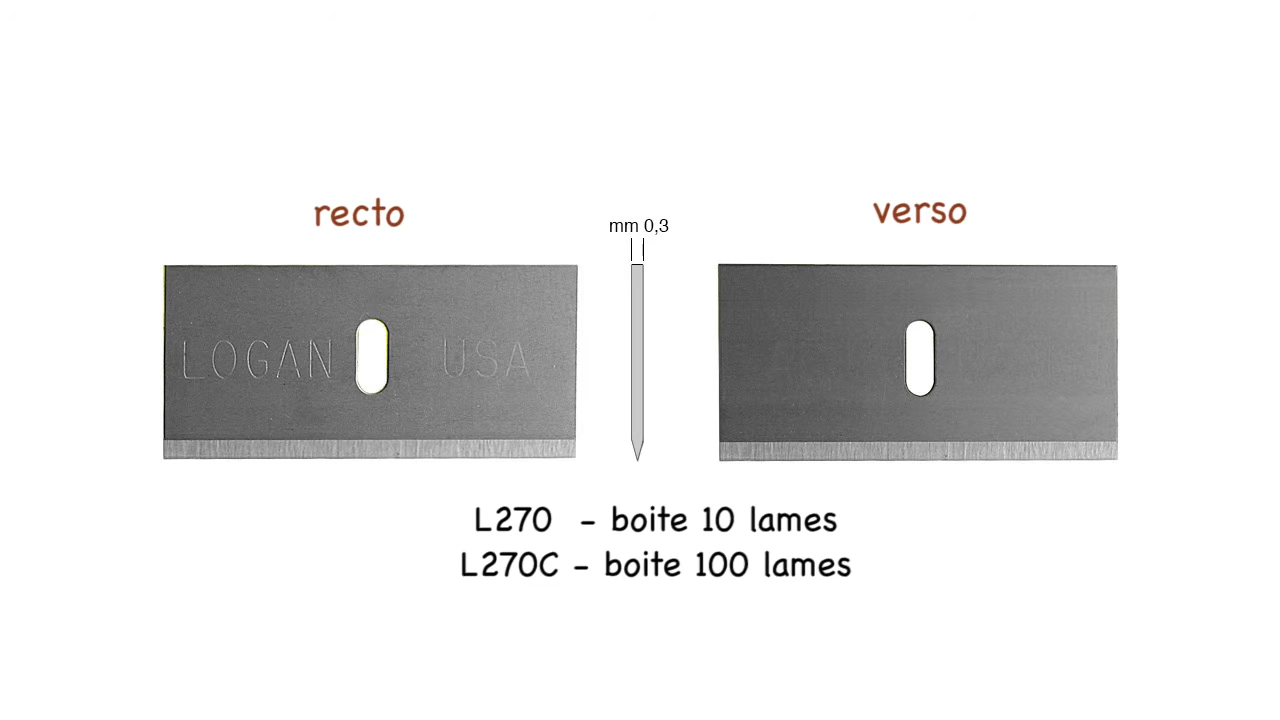 recto
verso
mm 0,3
LOGAN USA
L270 - boite 10 lames
L270C - boite 100 lames